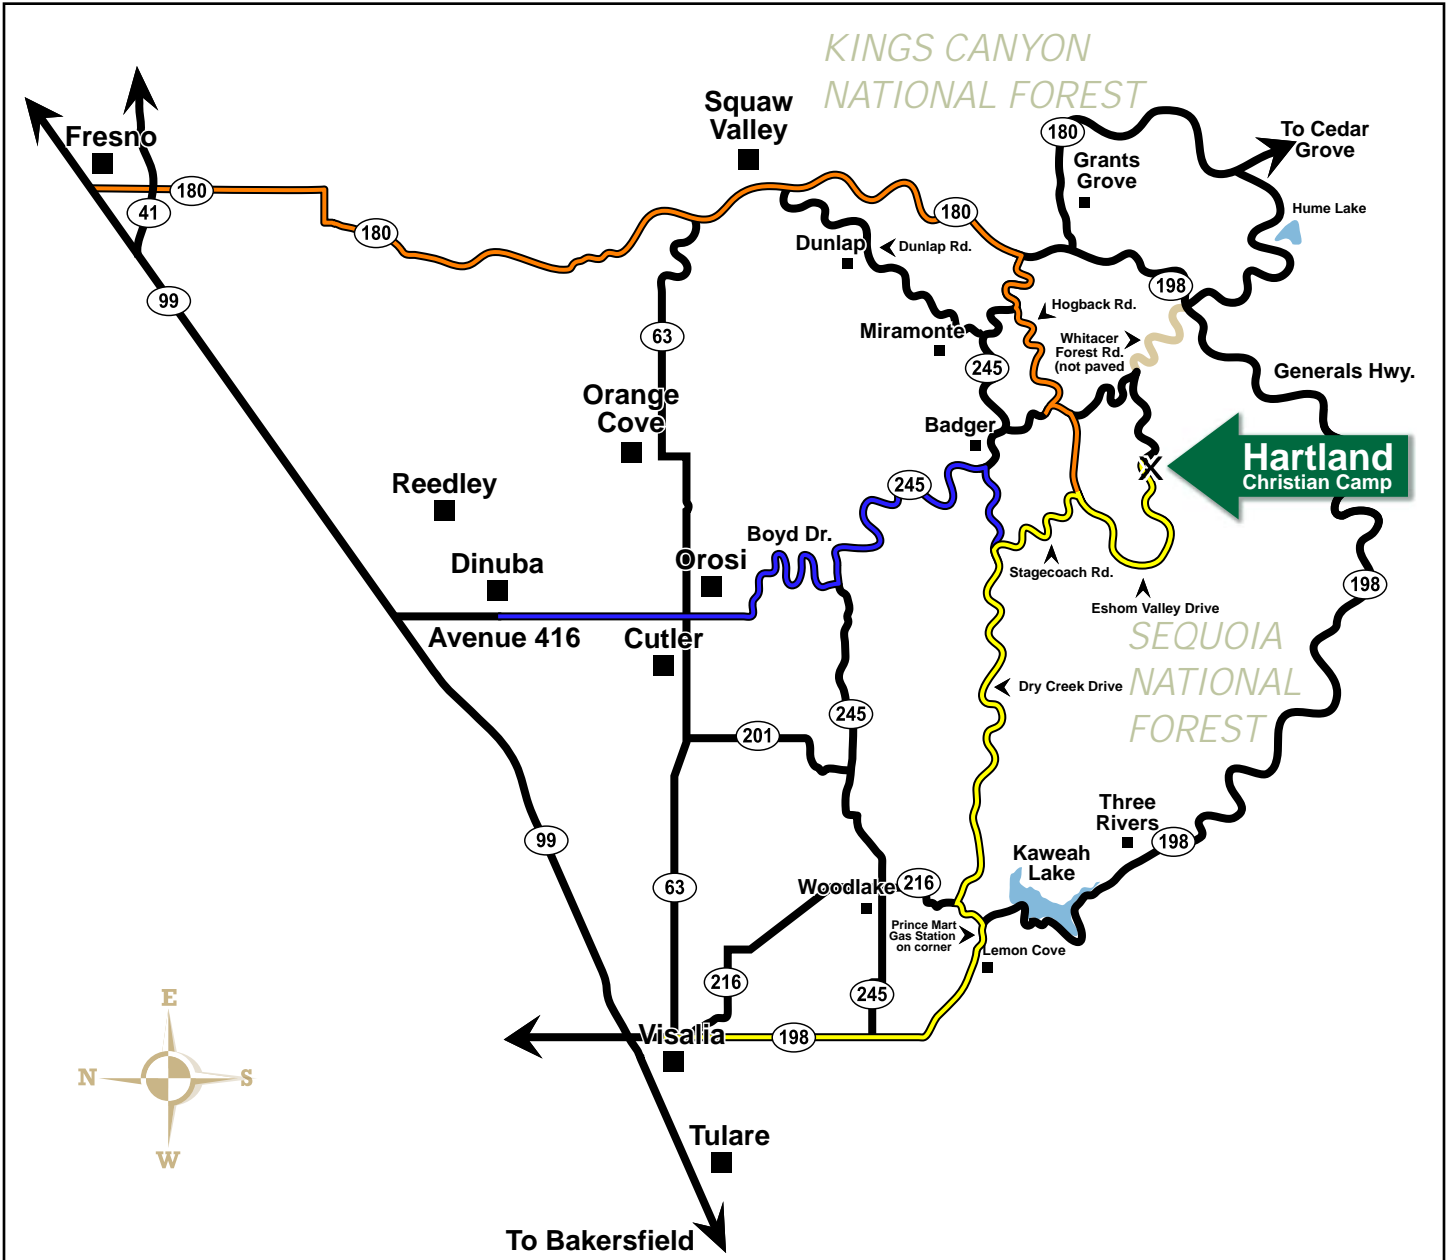 KINGS CANYON
NATIONAL FOREST
Squaw
Valley
Fresno
180
To Cedar
Grove
Grants
Grove
180
41
180
180
Hume Lake
Dunlap
Dunlap Rd.
198
99
Hogback Rd.
63
Miramonte
Whitacer
Forest Rd.
(not paved
245
Generals Hwy.
Orange
Cove
Badger
Hartland
Christian Camp
X
Reedley
245
Boyd Dr.
Dinuba
Orosi
Stagecoach Rd.
198
Eshom Valley Drive
Avenue 416
Cutler
SEQUOIA
NATIONAL
FOREST
Dry Creek Drive
245
201
Three
Rivers
99
198
Kaweah
Lake
63
Woodlake
216
Prince Mart
Gas Station
on corner
Lemon Cove
216
245
E
N
S
W
Visalia
198
Tulare
To Bakersfield